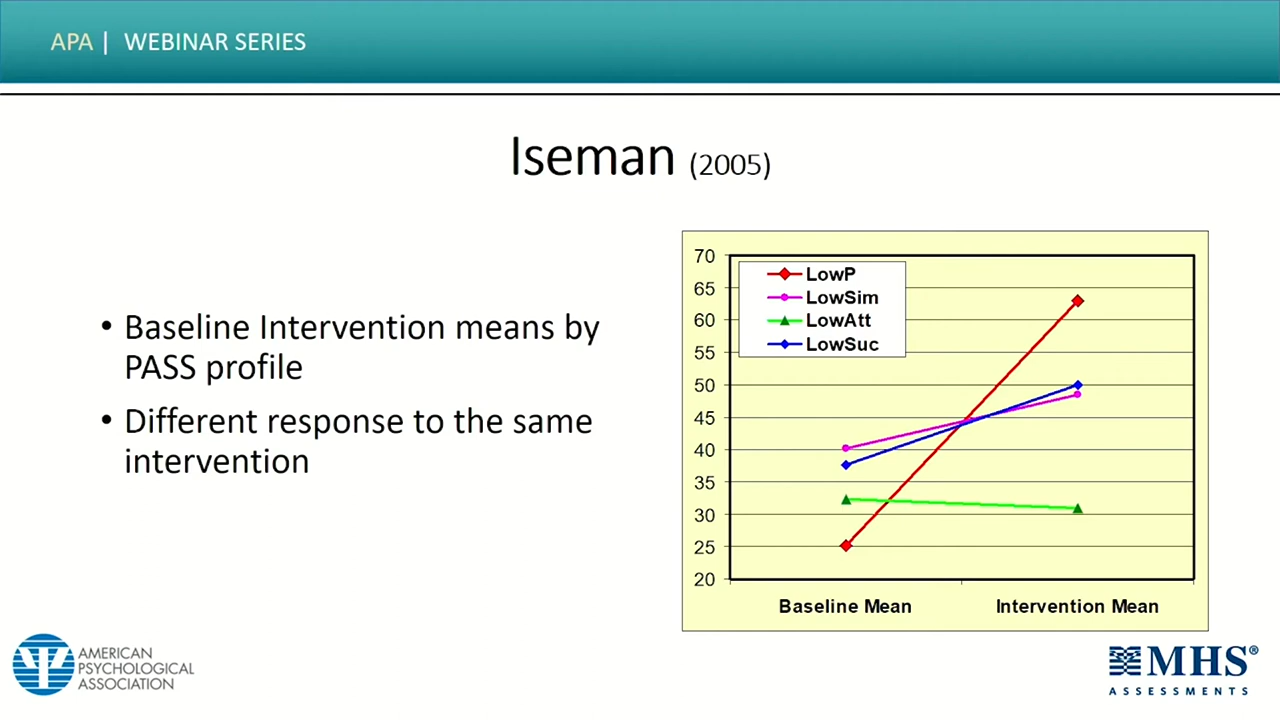 APA | WEBINAR SERIES
Iseman (2005)
• Baseline Intervention means by
PASS profile
• Different response to the same
intervention
70
65
60
55
50
45
40
35
30
25
20
LowP
LowSim
LowAtt
LowSuc
Baseline Mean
Intervention Mean
AMERICAN
PSYCHOLOGICAL
ASSOCIATION
MHS®
ASSESSMENTS